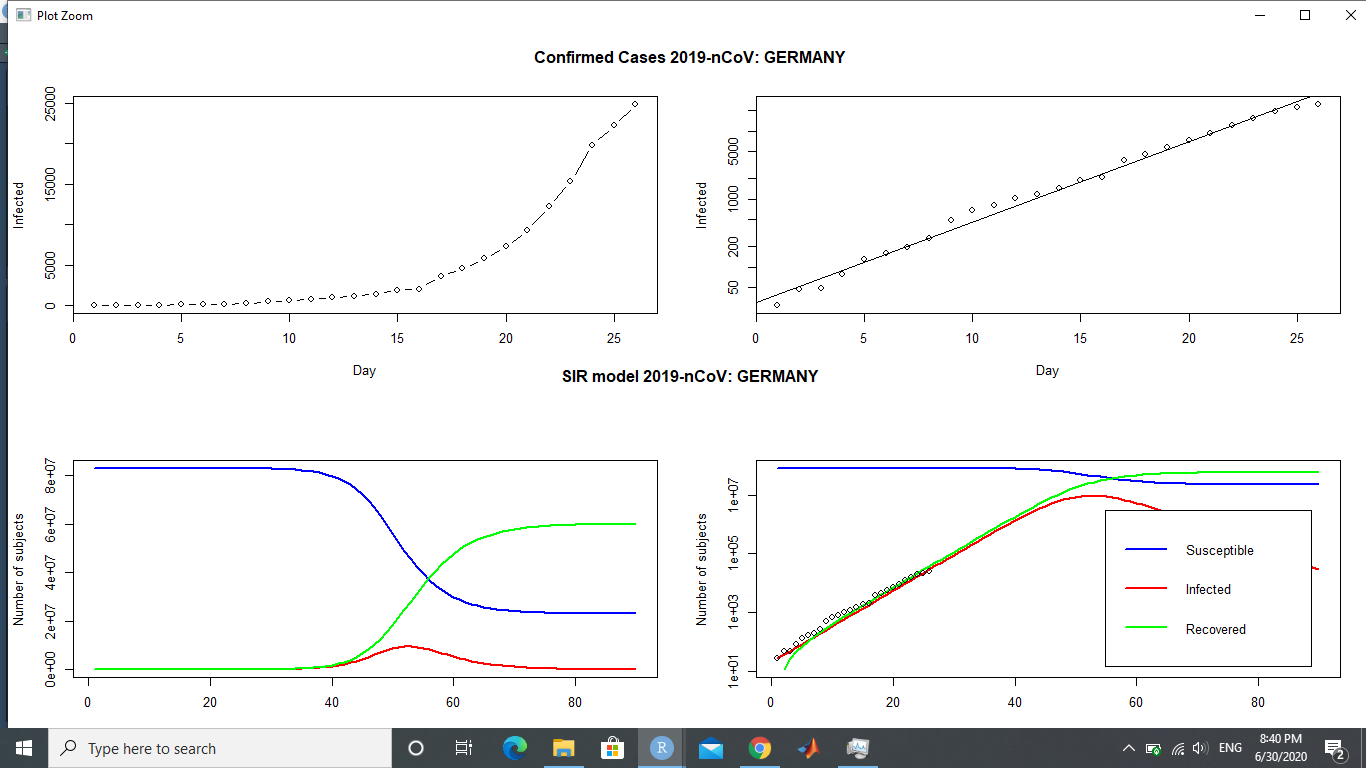 Plot Zoom
Confirmed Cases 2019-nCoV: GERMANY
Infected
0
5000
15000
25000
0 5 10 15 20 25
Day
Infected
50
200
1000
5000
0 5 10 15 20 25
Day
SIR model 2019-nCoV: GERMANY
Number of subjects
0e+00
2e+07
4e+07
6e+07
8e+07
0 20 40 60 80
Number of subjects
1e+01
1e+03
1e+05
1e+07
0 20 40 60 80
Susceptible
Infected
Recovered
Type here to search
R
ENG
8:40 PM
6/30/2020
2